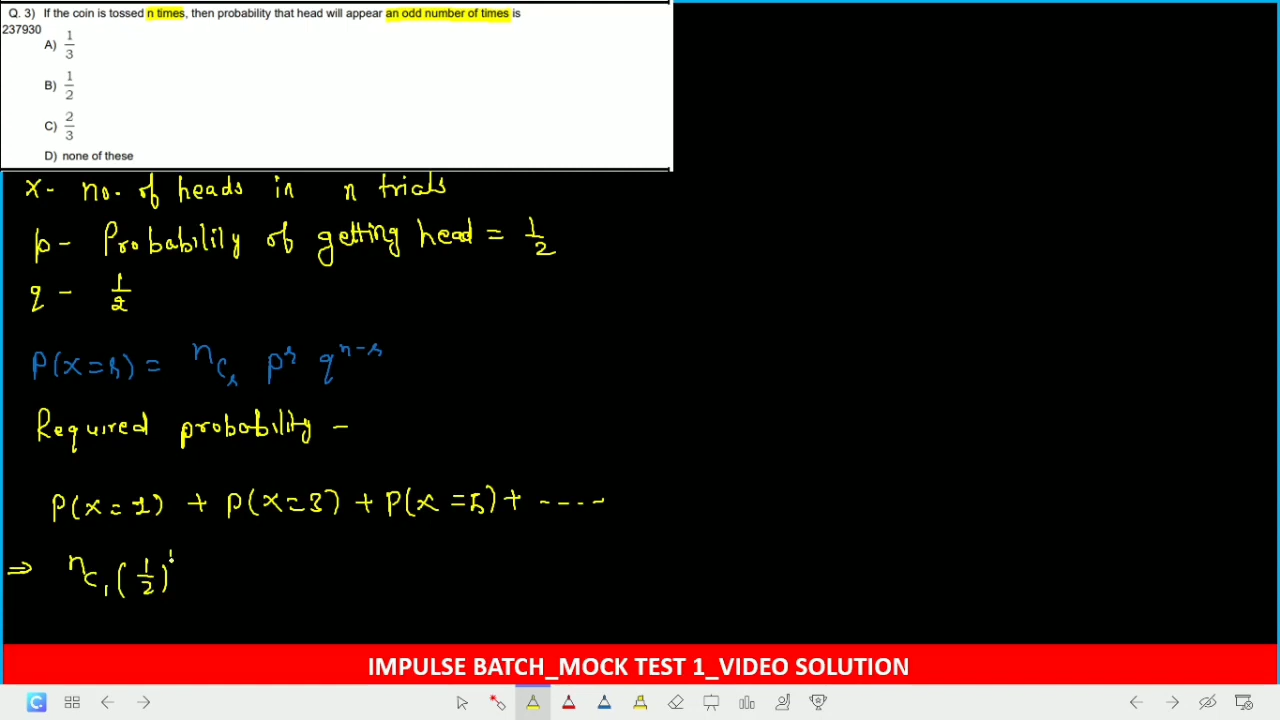 Q. 3) If the coin is tossed n times, then probability that head will appear an odd number of times is
237930
A) 1/3
B) 1/2
C) 2/3
D) none of these
x - no. of heads in n trials
p - Probability of getting head = 1/2
q - 1/2
P(x=r) = nCr p^r q^n-r
Required probability -
P(x=1) + P(x=3) + P(x=5) + -----
⇒ nC1 (1/2)^1
IMPULSE BATCH_MOCK TEST 1_VIDEO SOLUTION